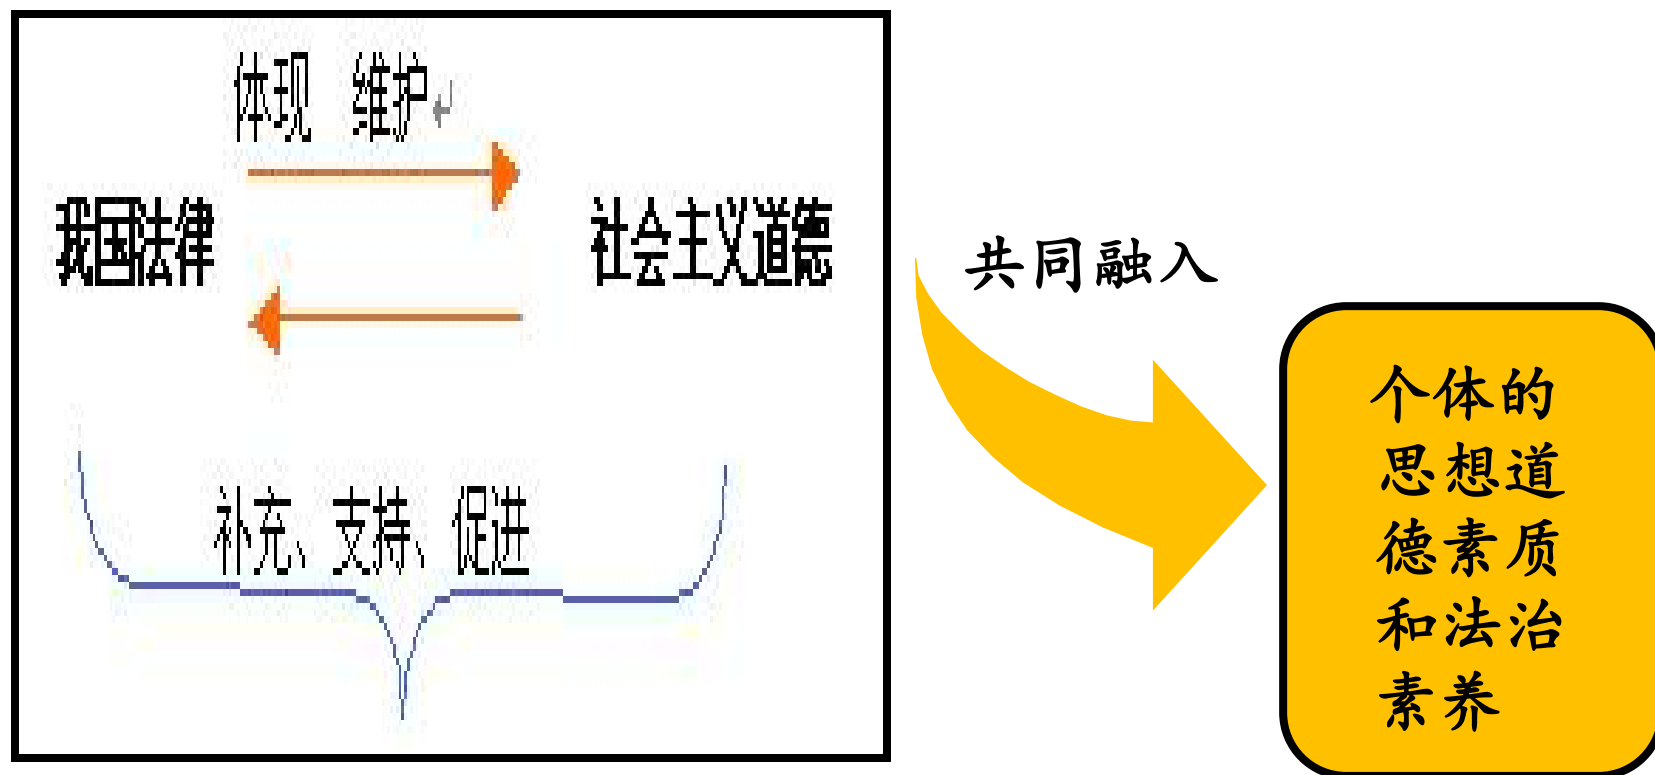 体现 维护
我国法律
社会主义道德
补充、支持、促进
共同融入
个体的
思想道
德素质
和法治
素养